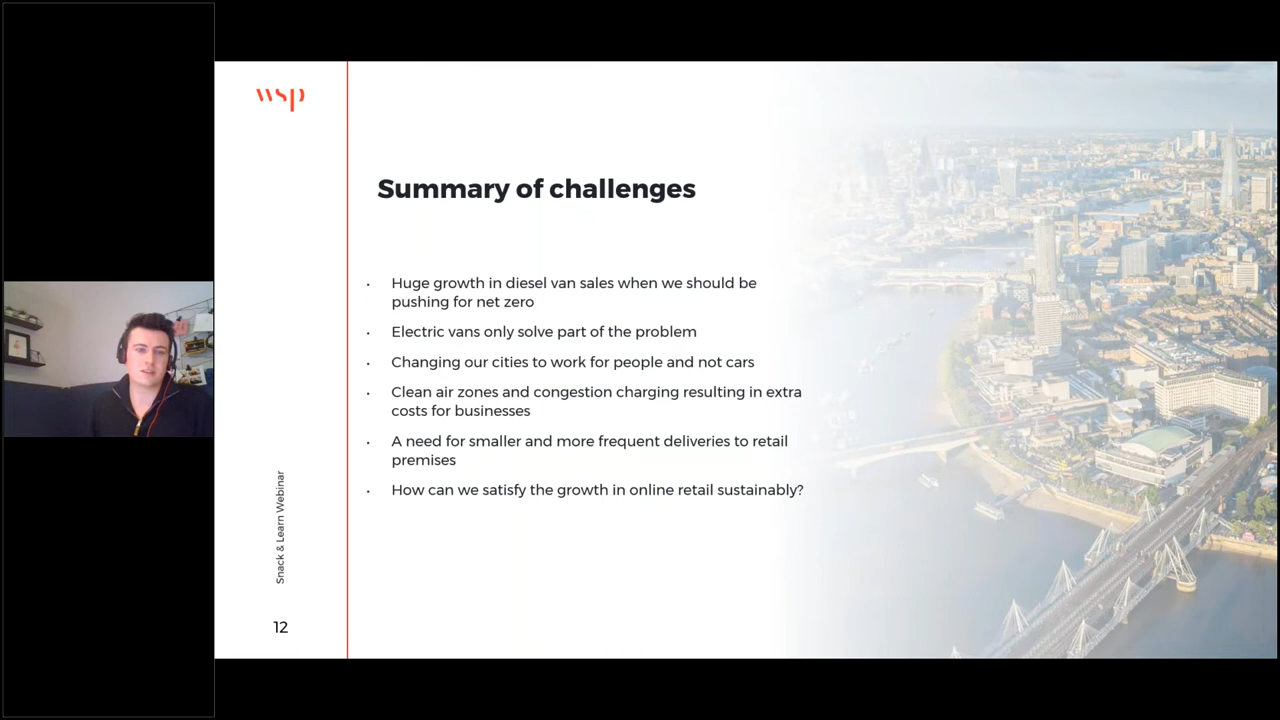 wsp
Summary of challenges
· Huge growth in diesel van sales when we should be
pushing for net zero
· Electric vans only solve part of the problem
· Changing our cities to work for people and not cars
· Clean air zones and congestion charging resulting in extra
costs for businesses
· A need for smaller and more frequent deliveries to retail
premises
· How can we satisfy the growth in online retail sustainably?
Snack & Learn Webinar
12